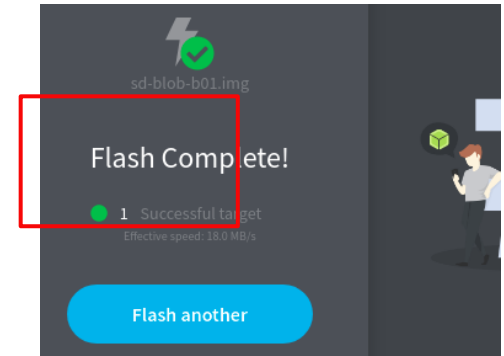 sd-blob-b01.img
Flash Complete!
1 Successful target
Effective speed: 18.0 MB/s
Flash another